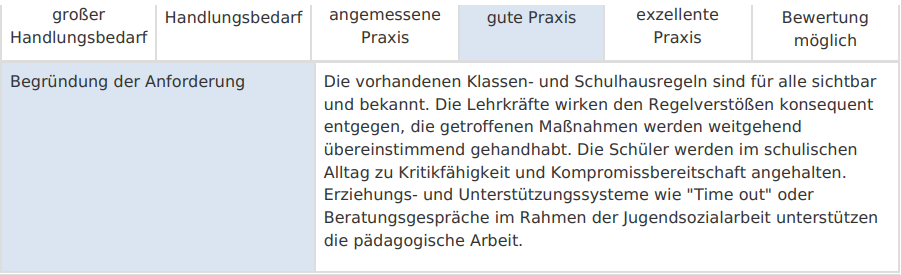 großer Handlungsbedarf
Handlungsbedarf
angemessene Praxis
gute Praxis
exzellente Praxis
Bewertung möglich
Begründung der Anforderung
Die vorhandenen Klassen- und Schulhausregeln sind für alle sichtbar
und bekannt. Die Lehrkräfte wirken den Regelverstößen konsequent
entgegen, die getroffenen Maßnahmen werden weitgehend
übereinstimmend gehandhabt. Die Schüler werden im schulischen
Alltag zu Kritikfähigkeit und Kompromissbereitschaft angehalten.
Erziehungs- und Unterstützungssysteme wie "Time out" oder
Beratungsgespräche im Rahmen der Jugendsozialarbeit unterstützen
die pädagogische Arbeit.